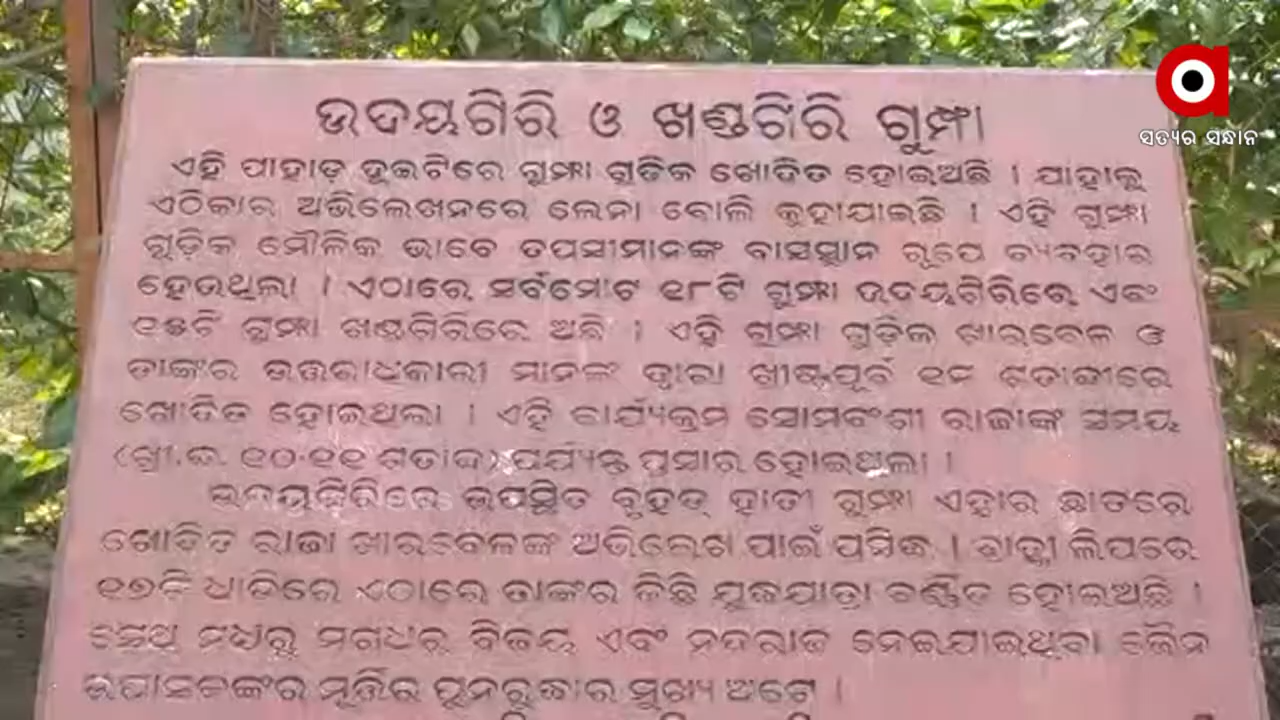 ଉଦୟଗିରି ଓ ଖଣ୍ଡଗିରି ଗୁମ୍ଫା
ସତ୍ୟର ସନ୍ଧାନ
ଏହି ପାହାଡ଼ ଦୁଇଟିରେ ଗୁମ୍ଫା ଗୁଡିକ ଖୋଦିତ ହୋଇଅଛି । ଯାହାକୁ
ଏଠିକାର ଅଭିଲେଖନରେ ଲେନା ବୋଲି କୁହାଯାଇଛି । ଏହି ଗୁମ୍ଫା
ଗୁଡ଼ିକ ମୌଳିକ ଭାବେ ତପସୀମାନଙ୍କ ବାସସ୍ଥାନ ରୂପେ ବ୍ୟବହାର
ହେଉଥିଲା । ଏଠାରେ ସର୍ବମୋଟ ୧୮ଟି ଗୁମ୍ଫା ଉଦୟଗିରିରେ ଏବଂ
୧୫ଟି ଗୁମ୍ଫା ଖଣ୍ଡଗିରିରେ ଅଛି । ଏହି ଗୁମ୍ଫା ଗୁଡ଼ିକ ଖାରବେଳ ଓ
ତାଙ୍କର ଉତ୍ତରାଧିକାରୀ ମାନଙ୍କ ଦ୍ୱାରା ଖ୍ରୀଷ୍ଟପୂର୍ବ ୧ମ ଶତାବ୍ଦୀରେ
ଖୋଦିତ ହୋଇଥିଲା । ଏହି କାର୍ଯ୍ୟକ୍ରମ ସୋମବଂଶୀ ରାଜାଙ୍କ ସମୟ
(ଖ୍ରୀ.ଇ. ୧୦-୧୧ ଶତାବ୍ଦୀ) ପର୍ଯ୍ୟନ୍ତ ପ୍ରସାର ହୋଇଥିଲା ।
ଉଦୟଗିରିରେ ଉପସ୍ଥିତ ବୃହତ୍ ହାତୀ ଗୁମ୍ଫା ଏହାର ଛାତରେ
ଖୋଦିତ ରାଜା ଖାରବେଳଙ୍କ ଅଭିଲେଖ ପାଇଁ ପ୍ରସିଦ୍ଧ । ବ୍ରାହ୍ମୀ ଲିପିରେ
୧୭ଟି ଧାଡିରେ ଏଠାରେ ତାଙ୍କର କିଛି ଯୁଦ୍ଧଯାତ୍ରା ବର୍ଣ୍ଣିତ ହୋଇଅଛି ।
ମଧ୍ୟରୁ ମଗଧର ବିଜୟ ଏବଂ ନନ୍ଦରାଜ ନେଇଯାଇଥିବା ଜୈନ
ଉପାସକଙ୍କର ମୂର୍ତ୍ତିର ପୁନରୁଦ୍ଧାର ମୁଖ୍ୟ ଅଟେ ।